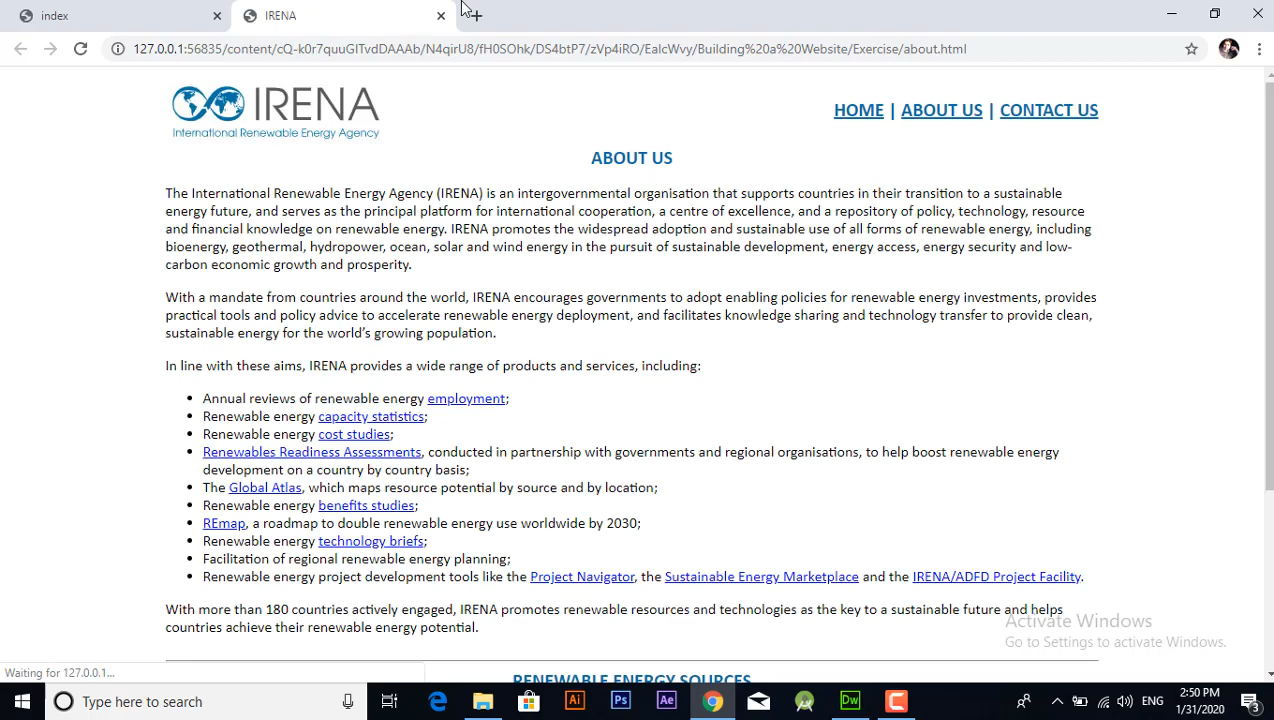 index
IRENA
127.0.0.1:56835/content/cQ-k0r7quuGITvdDAAAb/N4qirU8/fH0SOhk/DS4btP7/zVp4iRO/EalcWvy/Building%20a%20Website/Exercise/about.html
IRENA
International Renewable Energy Agency
HOME | ABOUT US | CONTACT US
ABOUT US
The International Renewable Energy Agency (IRENA) is an intergovernmental organisation that supports countries in their transition to a sustainable
energy future, and serves as the principal platform for international cooperation, a centre of excellence, and a repository of policy, technology, resource
and financial knowledge on renewable energy. IRENA promotes the widespread adoption and sustainable use of all forms of renewable energy, including
bioenergy, geothermal, hydropower, ocean, solar and wind energy in the pursuit of sustainable development, energy access, energy security and low-
carbon economic growth and prosperity.
With a mandate from countries around the world, IRENA encourages governments to adopt enabling policies for renewable energy investments, provides
practical tools and policy advice to accelerate renewable energy deployment, and facilitates knowledge sharing and technology transfer to provide clean,
sustainable energy for the world's growing population.
In line with these aims, IRENA provides a wide range of products and services, including:
• Annual reviews of renewable energy employment;
• Renewable energy capacity statistics;
• Renewable energy cost studies;
• Renewables Readiness Assessments, conducted in partnership with governments and regional organisations, to help boost renewable energy
development on a country by country basis;
• The Global Atlas, which maps resource potential by source and by location;
• Renewable energy benefits studies;
• REmap, a roadmap to double renewable energy use worldwide by 2030;
• Renewable energy technology briefs;
• Facilitation of regional renewable energy planning;
• Renewable energy project development tools like the Project Navigator, the Sustainable Energy Marketplace and the IRENA/ADFD Project Facility.
With more than 180 countries actively engaged, IRENA promotes renewable resources and technologies as the key to a sustainable future and helps
countries achieve their renewable energy potential.
Activate Windows
Go to Settings to activate Windows.
Waiting for 127.0.0.1...
RENEWABLE ENERGY SOURCES
Type here to search
Ai
Ps
Ae
Dw
ENG
2:50 PM
1/31/2020
3